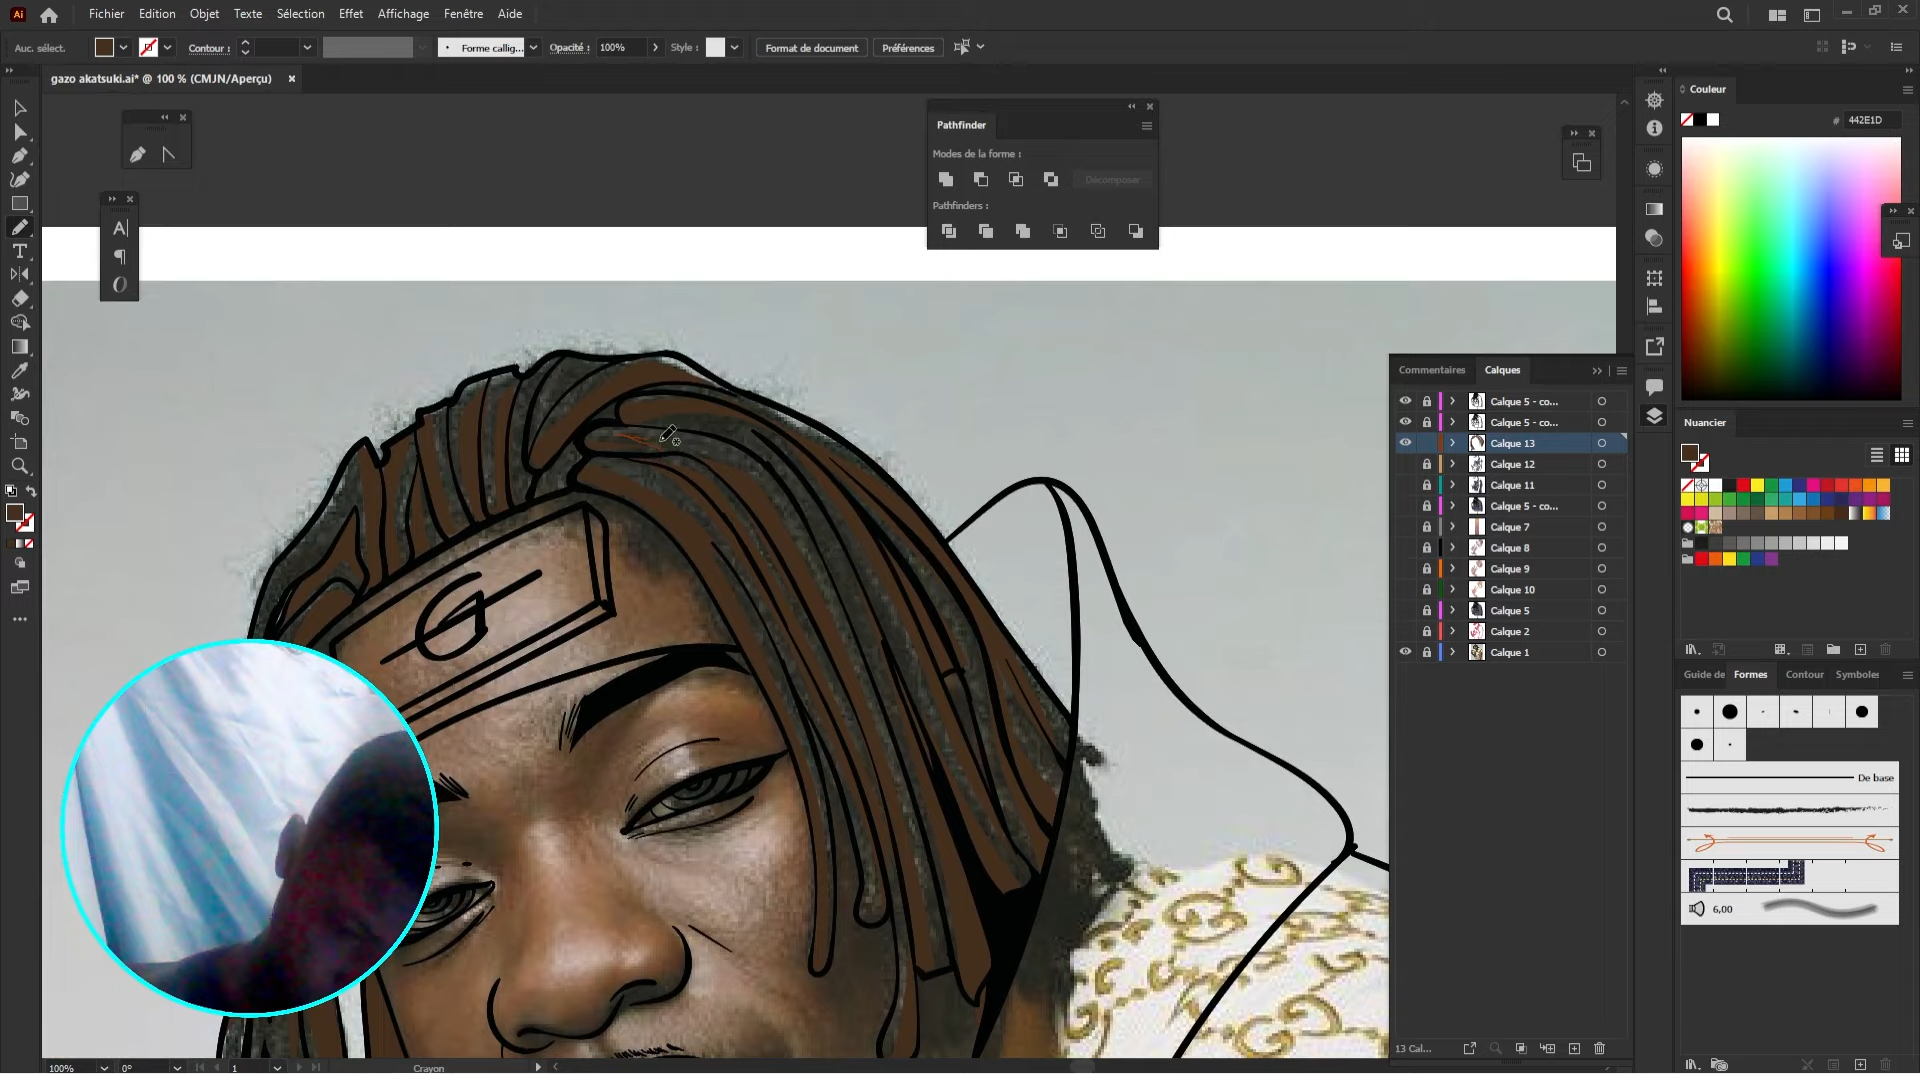 Ai Fichier Edition Objet Texte Sélection Effet Affichage Fenêtre Aide
Auc. sélect. Contour : Forme callig... Opacité : 100% Style : Format de document Préférences
gazo akatsuki.ai* @ 100 % (CMJN/Aperçu)
Pathfinder
Modes de la forme :
Décomposer
Pathfinders :
Commentaires Calques
Calque 5 - co...
Calque 5 - co...
Calque 13
Calque 12
Calque 11
Calque 5 - co...
Calque 7
Calque 8
Calque 9
Calque 10
Calque 5
Calque 2
Calque 1
13 Cal...
Couleur
# 442E1D
Nuancier
Guide de Formes Contour Symboles
De base
6,00
100% 0° 1 Crayon